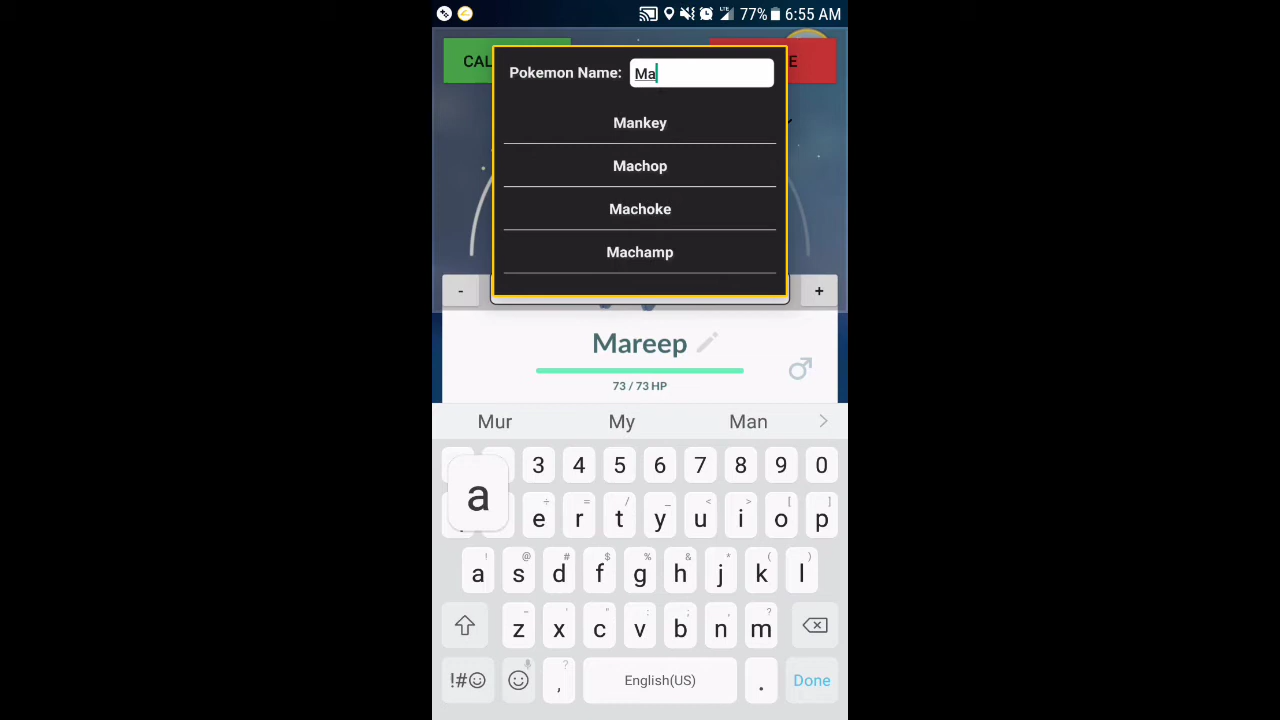 LTE 77% 6:55 AM
CAL E
Pokemon Name: Ma
Mankey
Machop
Machoke
Machamp
- +
Mareep
73 / 73 HP
Mur My Man
3 4 5 6 7 8 9 0
a
e r t y u i o p
a s d f g h j k l
z x c v b n m
!# , English(US) . Done